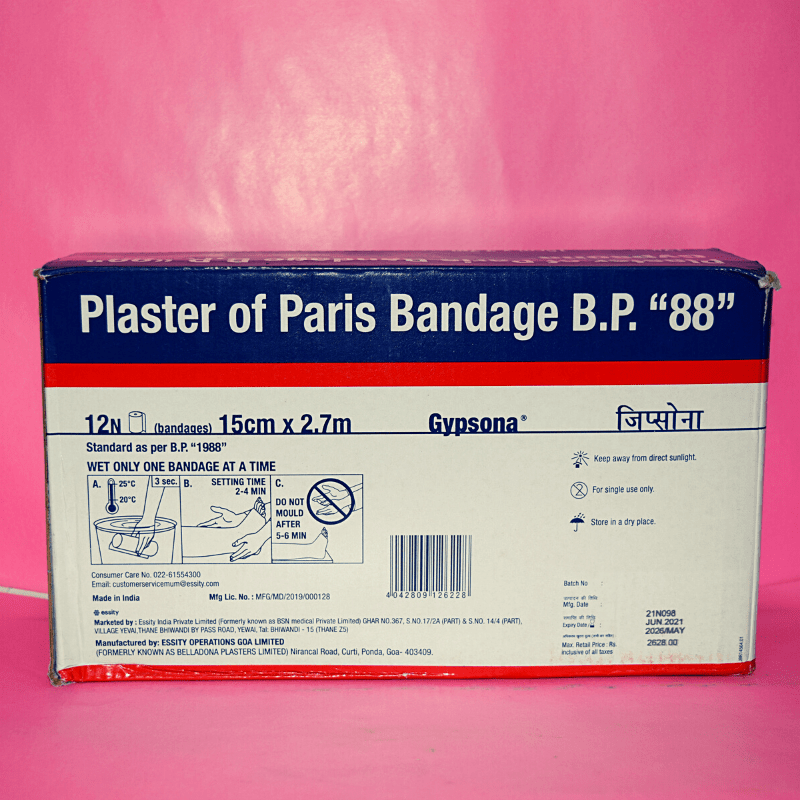 Plaster of Paris Bandage B.P. “88”
12N (bandages) 15cm x 2.7m Gypsona® जिप्सोना
Standard as per B.P. “1988”
WET ONLY ONE BANDAGE AT A TIME
A. 25°C 20°C 3 sec.
B. SETTING TIME 2-4 MIN
C. DO NOT MOULD AFTER 5-6 MIN
Keep away from direct sunlight.
For single use only.
Store in a dry place.
4042809 126228
Consumer Care No. 022-61554300
Email: customerservicemum@essity.com
Made in India Mfg Lic. No. : MFG/MD/2019/000128
essity
Marketed by : Essity India Private Limited (Formerly known as BSN medical Private Limited) GHAR NO.367, S.NO.17/2A (PART) & S.NO. 14/4 (PART),
VILLAGE YEVAI,THANE BHIWANDI BY PASS ROAD, YEWAI, Tal: BHIWANDI - 15 (THANE Z5)
Manufactured by: ESSITY OPERATIONS GOA LIMITED
(FORMERLY KNOWN AS BELLADONA PLASTERS LIMITED) Nirancal Road, Curti, Ponda, Goa- 403409.
Batch No :
उत्पादन की तिथि
Mfg. Date : 21N098
समाप्ति की तिथि JUN.2021
Expiry Date : 2026/MAY
Max. Retail Price : Rs. 2628.00
Inclusive of all taxes